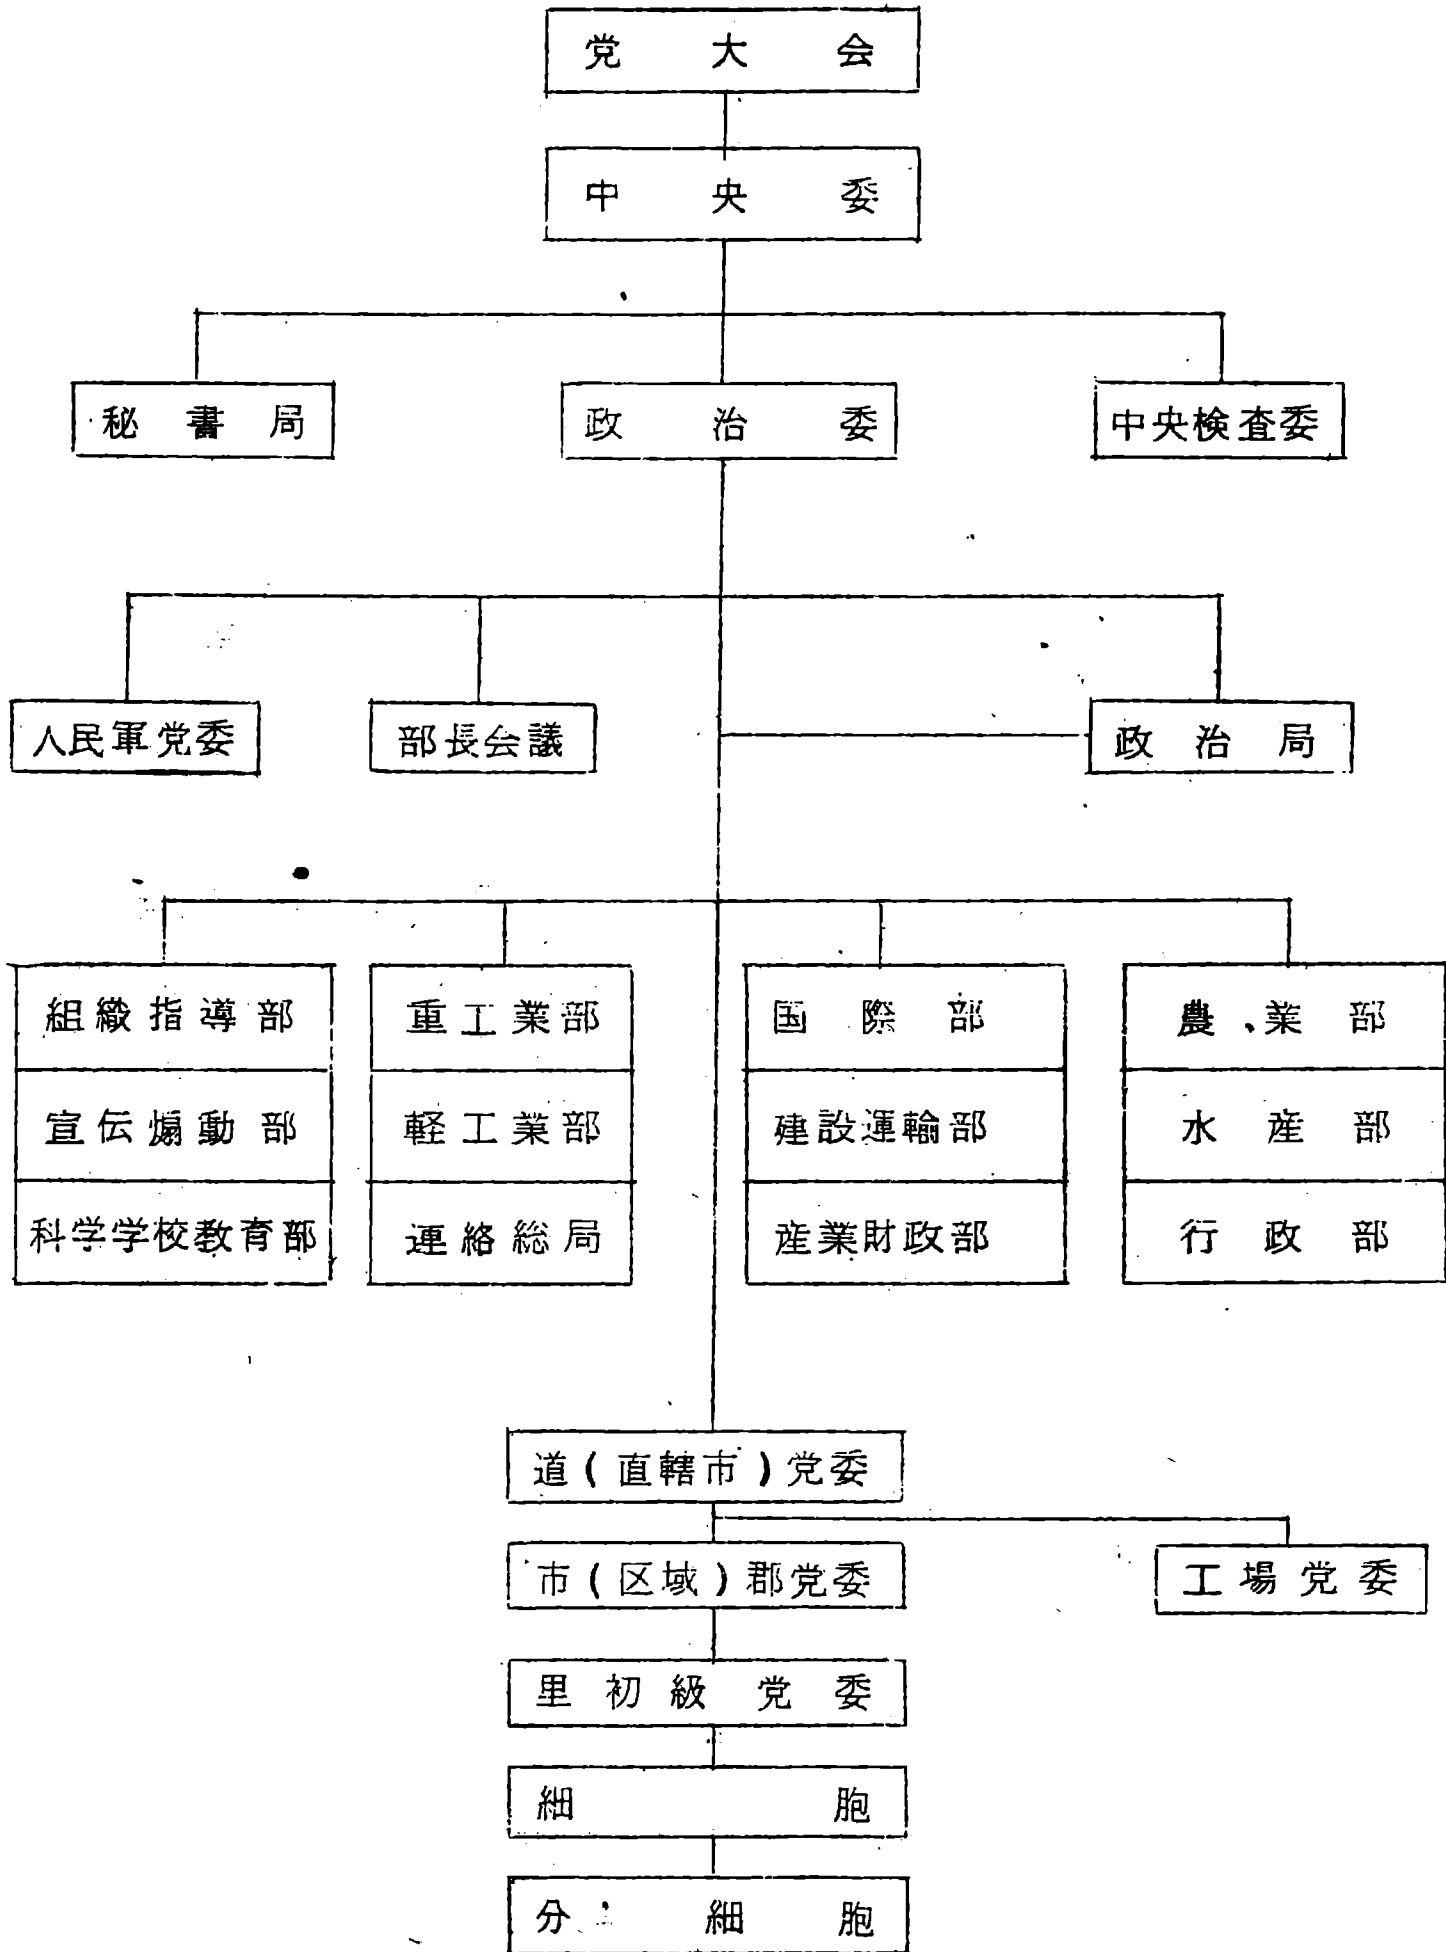 党大会
中央委
秘書局 政治委 中央検査委
人民軍党委 部長会議 政治局
組織指導部 重工業部 国際部 農業部
宣伝煽動部 軽工業部 建設運輸部 水産部
科学学校教育部 連絡総局 産業財政部 行政部
道(直轄市)党委
市(区域)郡党委 工場党委
里初級党委
細胞
分細胞